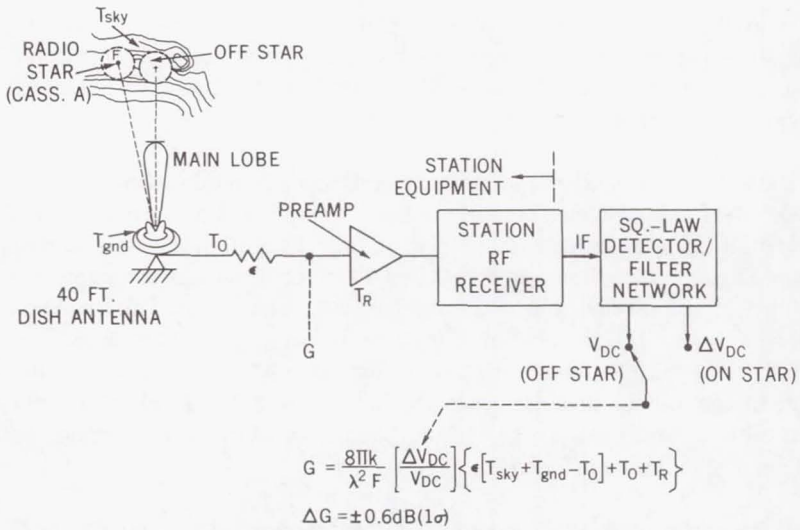 Tsky
RADIO STAR (CASS. A)
F
OFF STAR
MAIN LOBE
Tgnd
40 FT. DISH ANTENNA
To
ϵ
G
PREAMP
TR
STATION EQUIPMENT
STATION RF RECEIVER
IF
SQ.-LAW DETECTOR/ FILTER NETWORK
VDC (OFF STAR)
ΔVDC (ON STAR)
G = 8πk / λ² F [ΔVDC / VDC] {ϵ[Tsky + Tgnd – To] + To + TR}
ΔG = ±0.6dB(1σ)